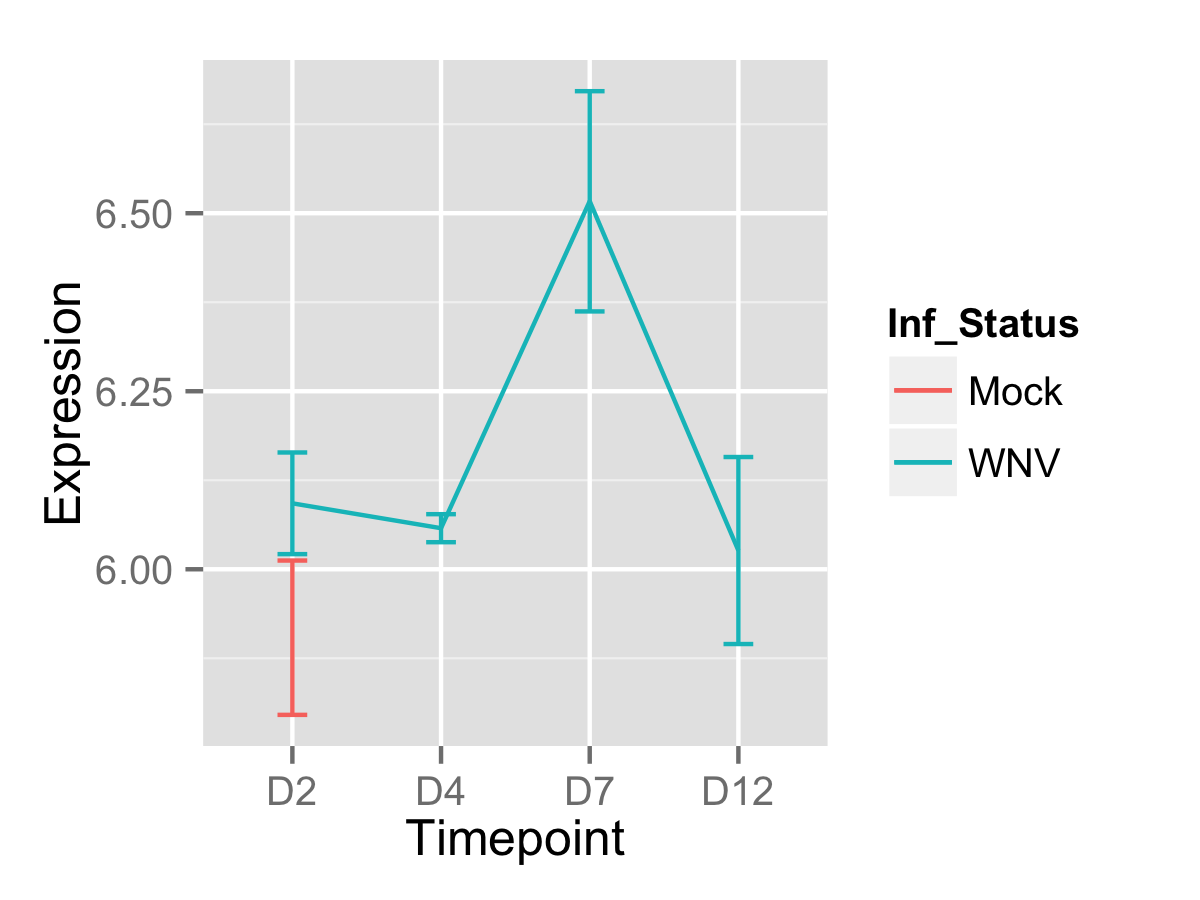 Expression
6.50
6.25
6.00
D2 D4 D7 D12
Timepoint
Inf_Status
Mock
WNV